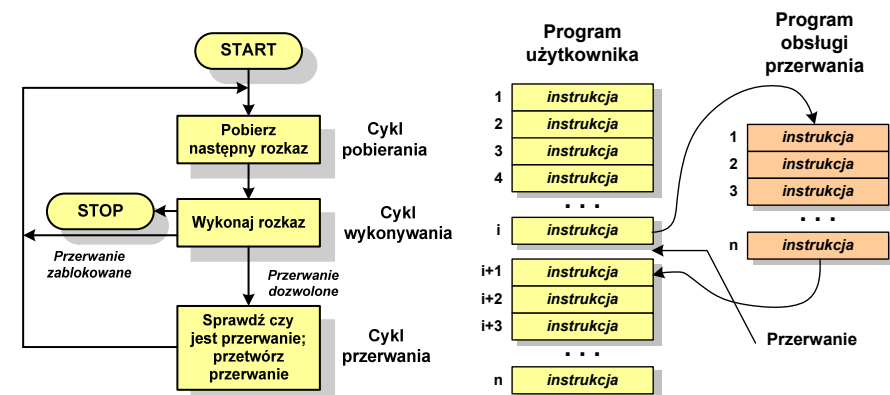 START
Pobierz
następny rozkaz
Cykl
pobierania
STOP
Wykonaj rozkaz
Cykl
wykonywania
Przerwanie
zablokowane
Przerwanie
dozwolone
Sprawdź czy
jest przerwanie;
przetwórz
przerwanie
Cykl
przerwania
Program
użytkownika
1 instrukcja
2 instrukcja
3 instrukcja
4 instrukcja
. . .
i instrukcja
i+1 instrukcja
i+2 instrukcja
i+3 instrukcja
. . .
n instrukcja
Program
obsługi
przerwania
1 instrukcja
2 instrukcja
3 instrukcja
. . .
n instrukcja
Przerwanie